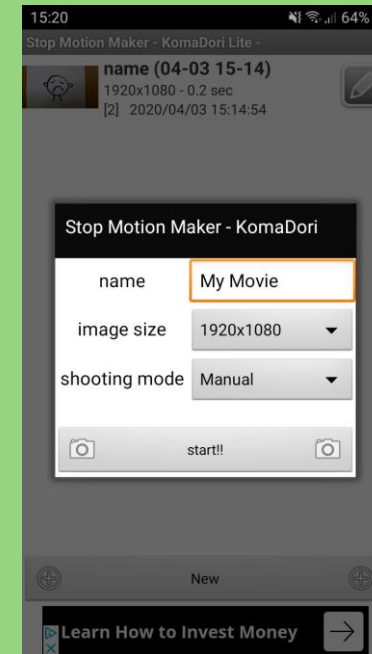 15:20 64%
Stop Motion Maker - KomaDori Lite -
name (04-03 15-14)
1920x1080 - 0.2 sec
[2] 2020/04/03 15:14:54
Stop Motion Maker - KomaDori
name My Movie
image size 1920x1080
shooting mode Manual
start!!
New
Learn How to Invest Money